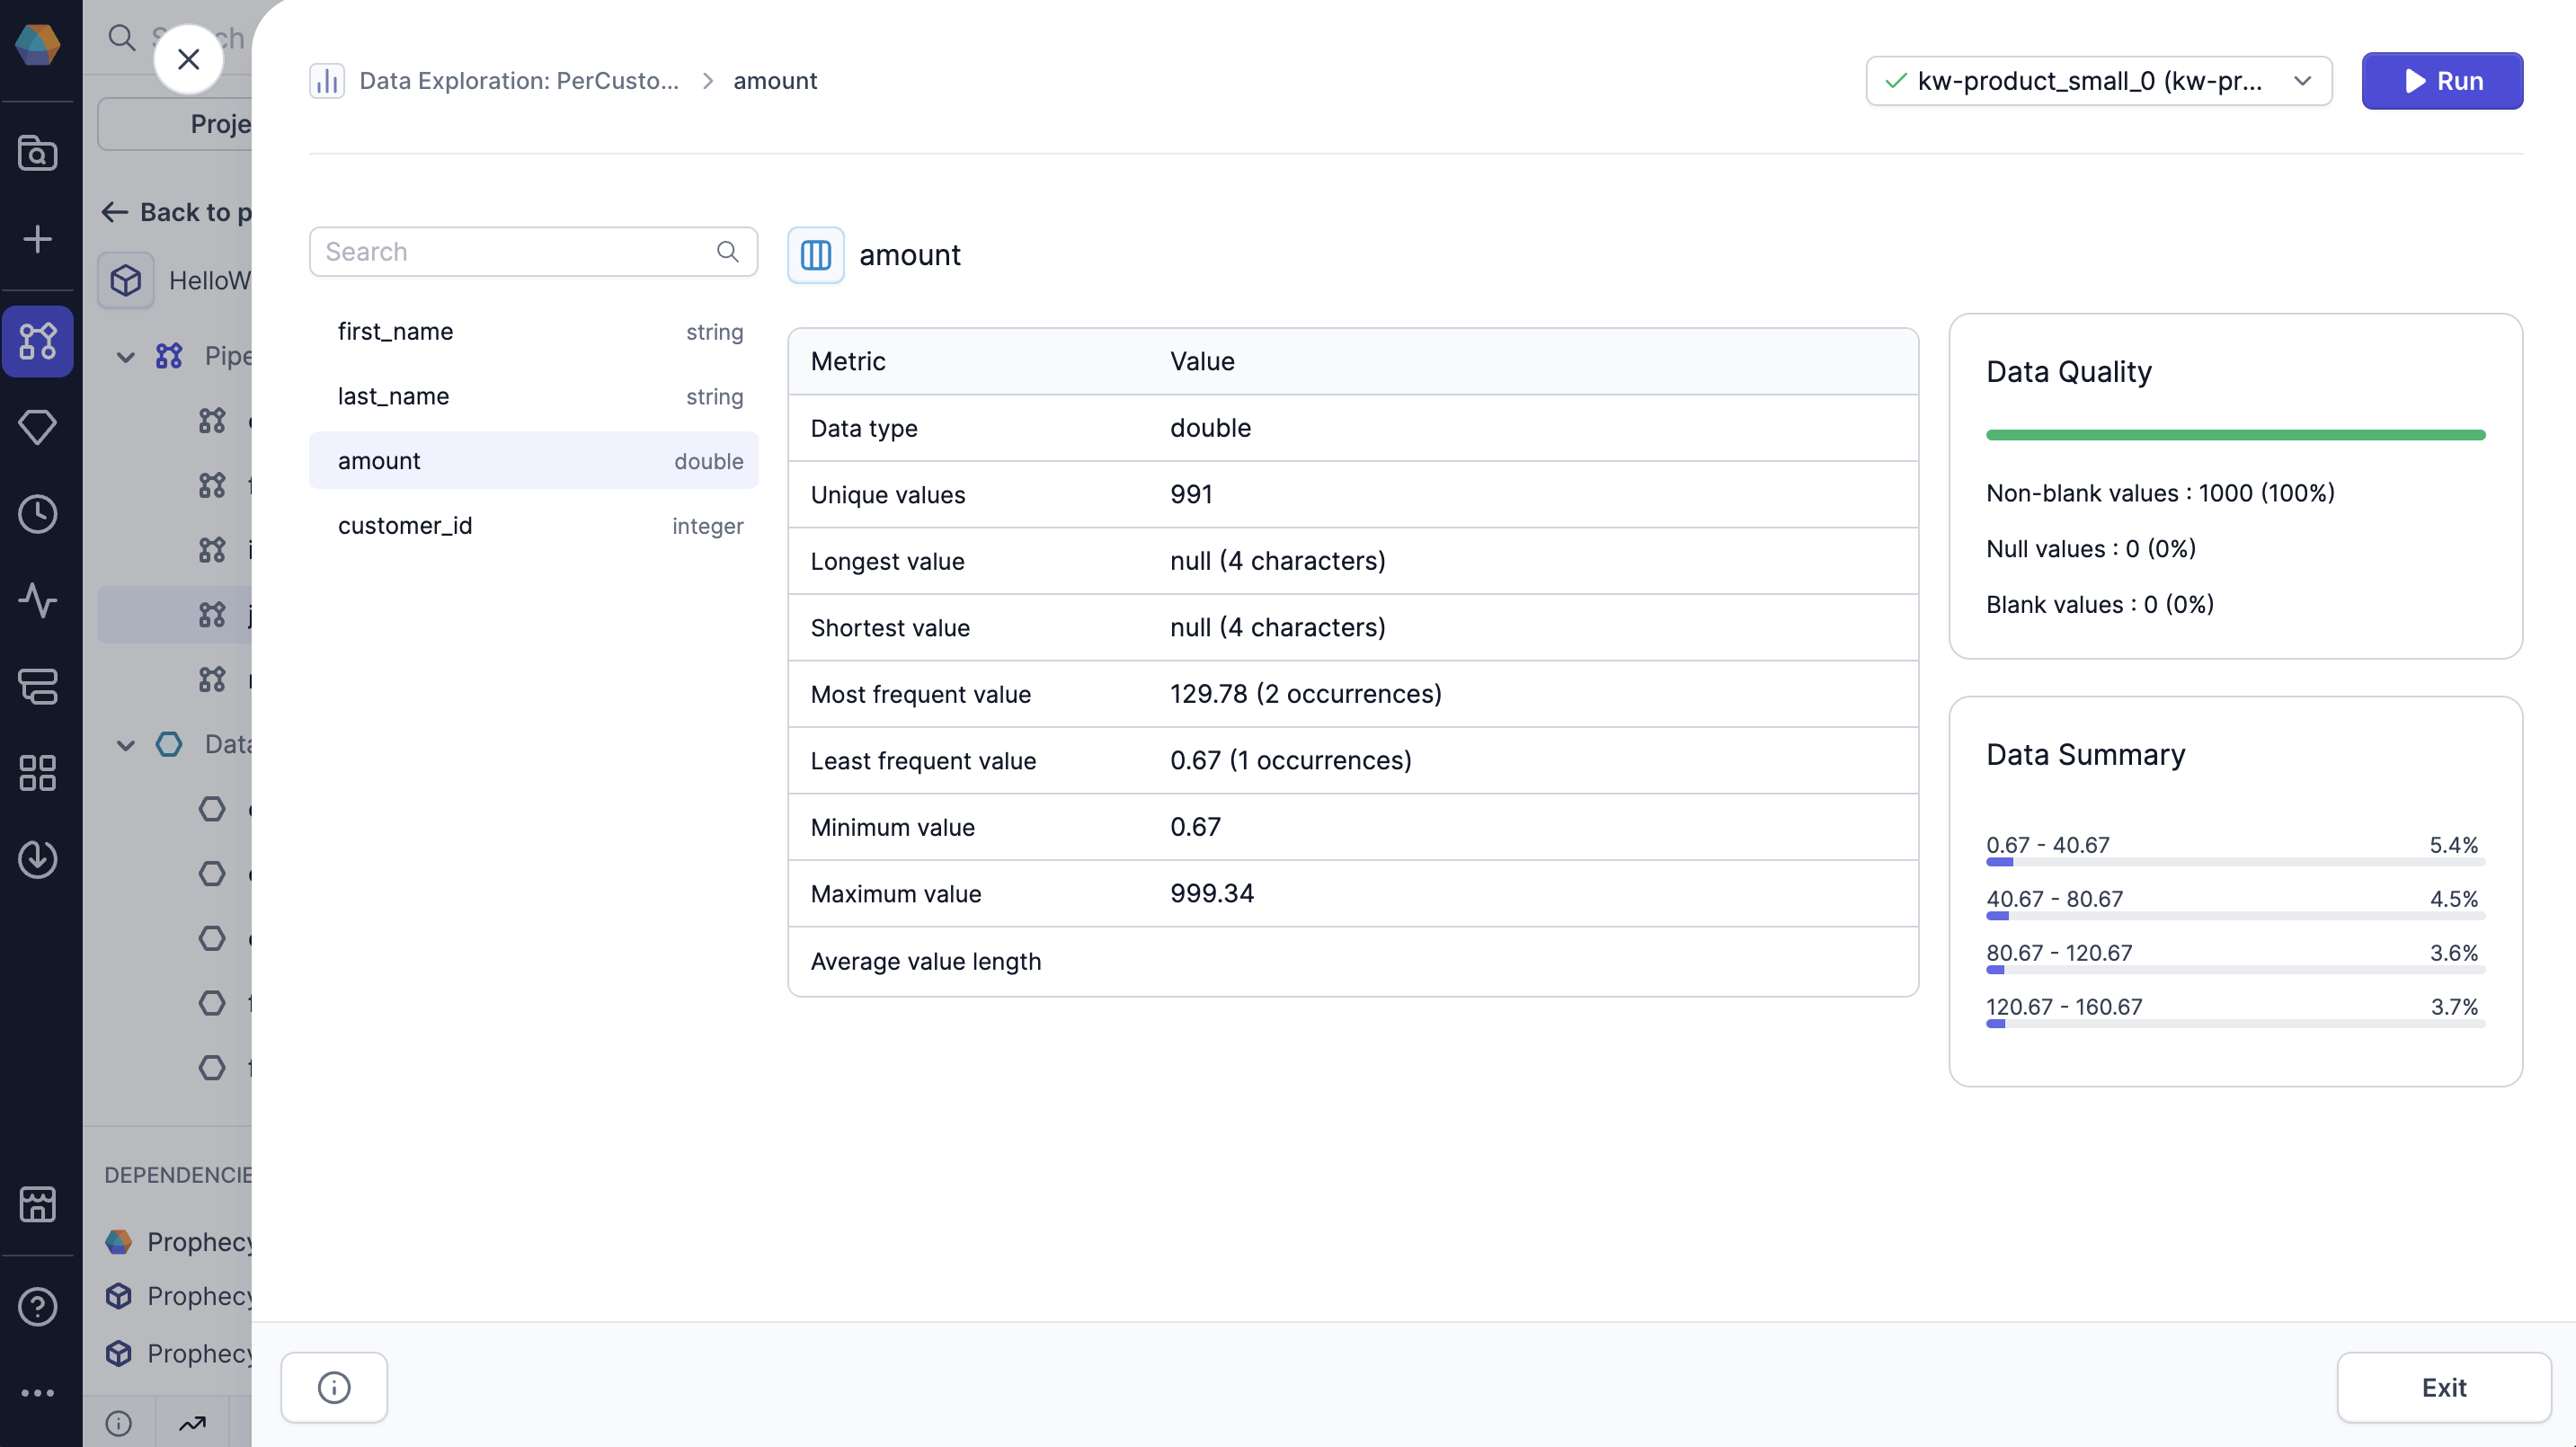 Data Exploration: PerCusto... > amount
kw-product_small_0 (kw-pr...
Run
Proje
Back to p
HelloW
Pipe
Data
DEPENDENCIE
Prophecy
Prophecy
Prophecy
Search
first_name string
last_name string
amount double
customer_id integer
amount
Metric Value
Data type double
Unique values 991
Longest value null (4 characters)
Shortest value null (4 characters)
Most frequent value 129.78 (2 occurrences)
Least frequent value 0.67 (1 occurrences)
Minimum value 0.67
Maximum value 999.34
Average value length
Data Quality
Non-blank values : 1000 (100%)
Null values : 0 (0%)
Blank values : 0 (0%)
Data Summary
0.67 - 40.67 5.4%
40.67 - 80.67 4.5%
80.67 - 120.67 3.6%
120.67 - 160.67 3.7%
Exit